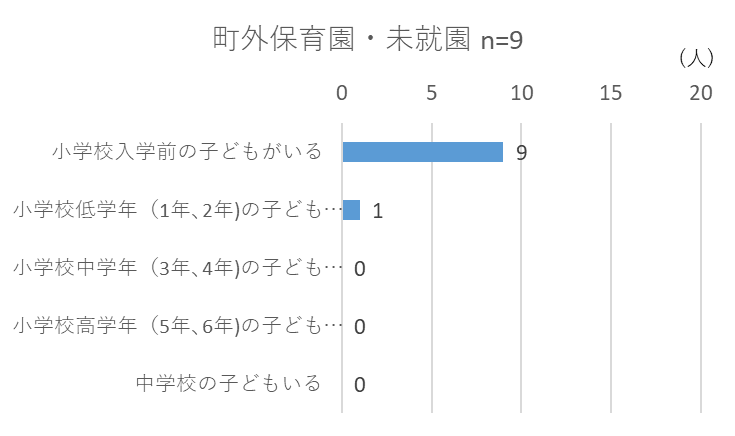 町外保育園・未就園 n=9
（人）
0 5 10 15 20
小学校入学前の子どもがいる 9
小学校低学年（1年、2年)の子ども… 1
小学校中学年（3年、4年)の子ども… 0
小学校高学年（5年、6年)の子ども… 0
中学校の子どもいる 0